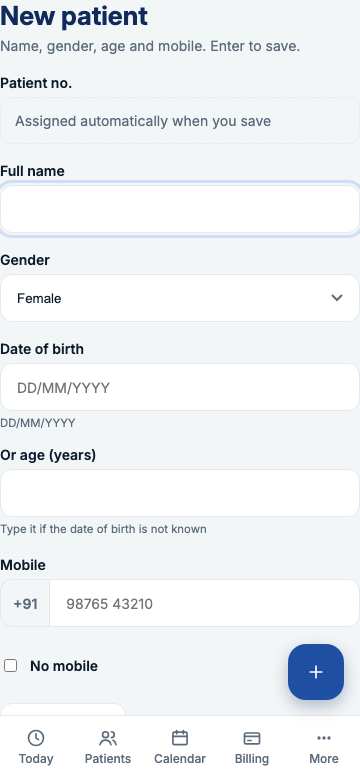 New patient
Name, gender, age and mobile. Enter to save.
Patient no.
Assigned automatically when you save
Full name
Gender
Female
Date of birth
DD/MM/YYYY
DD/MM/YYYY
Or age (years)
Type it if the date of birth is not known
Mobile
+91 98765 43210
No mobile
Today Patients Calendar Billing More